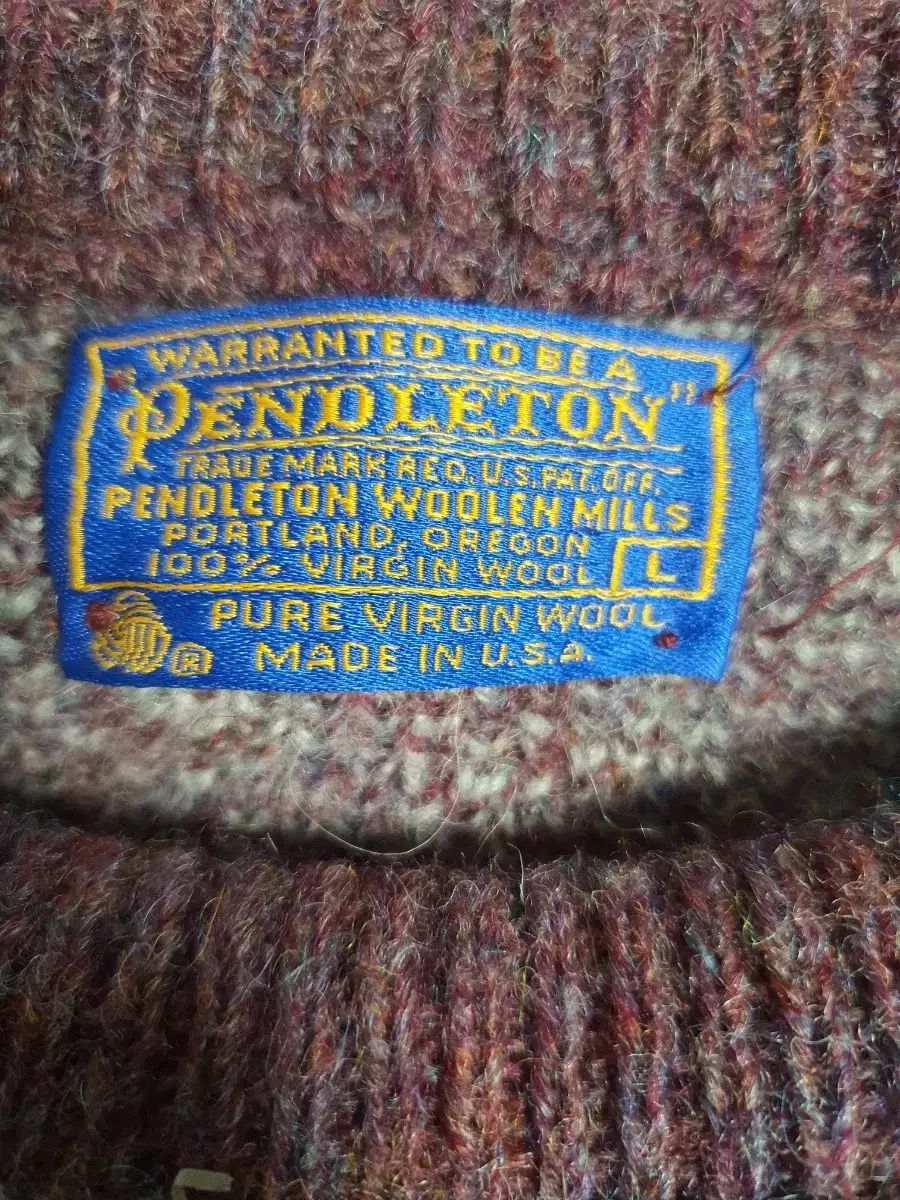 WARRANTED TO BE A
"PENDLETON"
TRADE MARK REG. U.S. PAT. OFF.
PENDLETON WOOLEN MILLS
PORTLAND, OREGON
100% VIRGIN WOOL L
PURE VIRGIN WOOL
® MADE IN U.S.A.